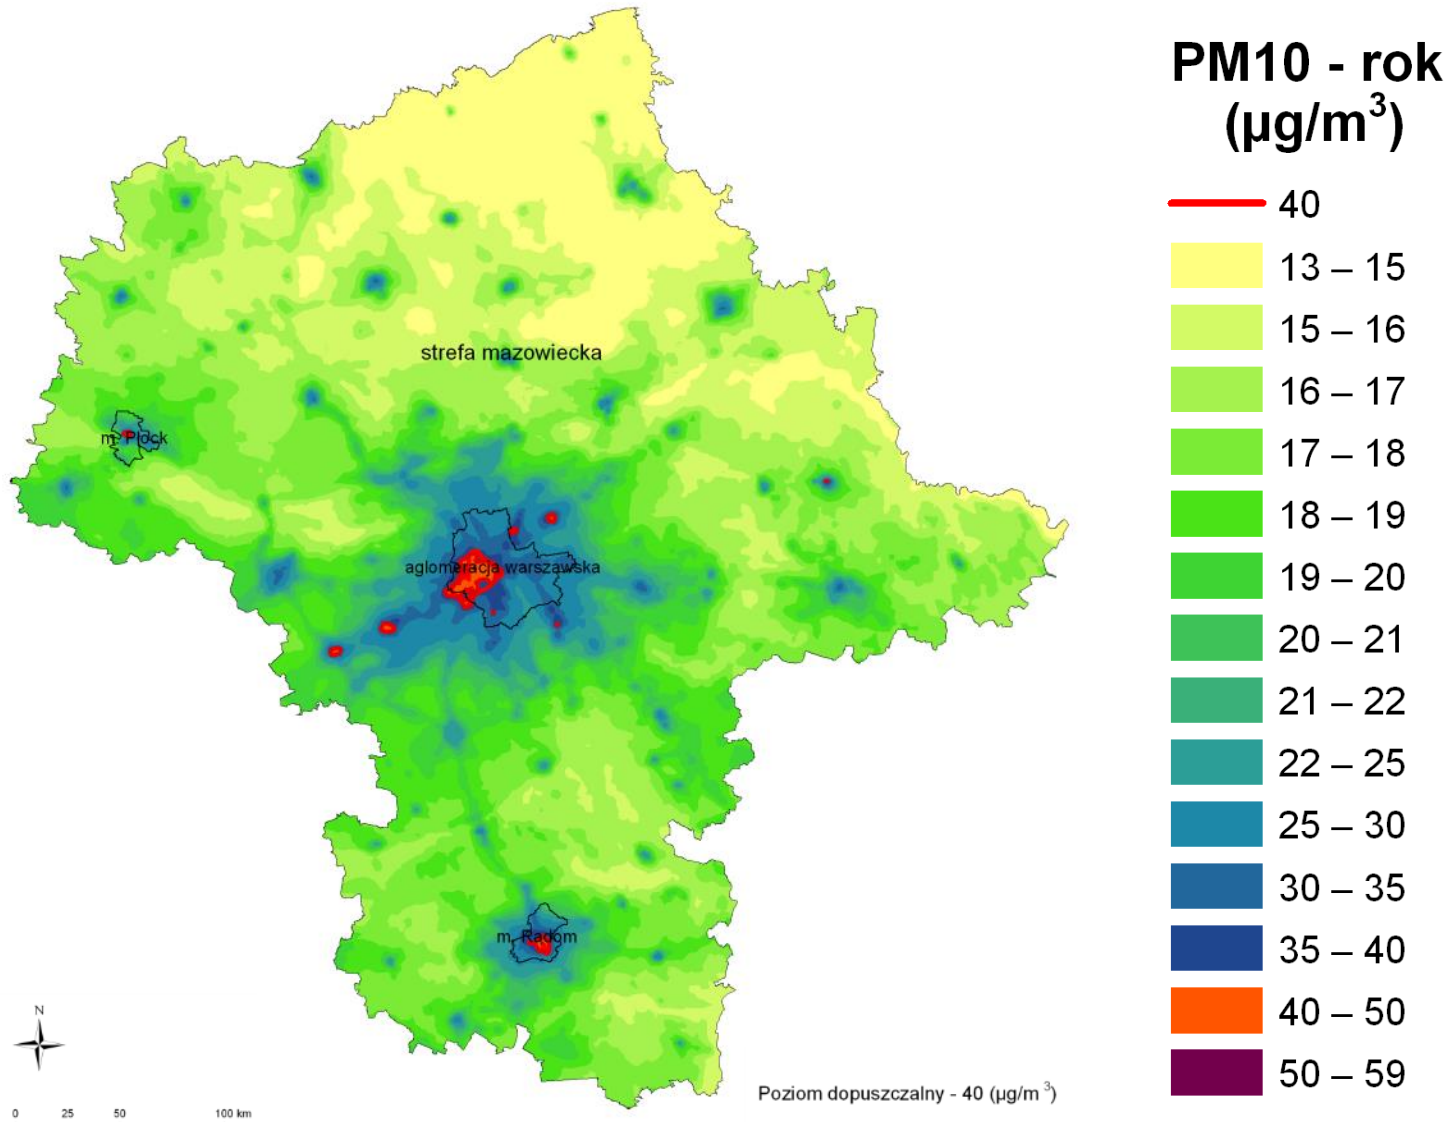 PM10 - rok
(µg/m³)
40
13 – 15
15 – 16
16 – 17
17 – 18
18 – 19
19 – 20
20 – 21
21 – 22
22 – 25
25 – 30
30 – 35
35 – 40
40 – 50
50 – 59
strefa mazowiecka
m. Płock
aglomeracja warszawska
m. Radom
N
0 25 50 100 km
Poziom dopuszczalny - 40 (µg/m ³)